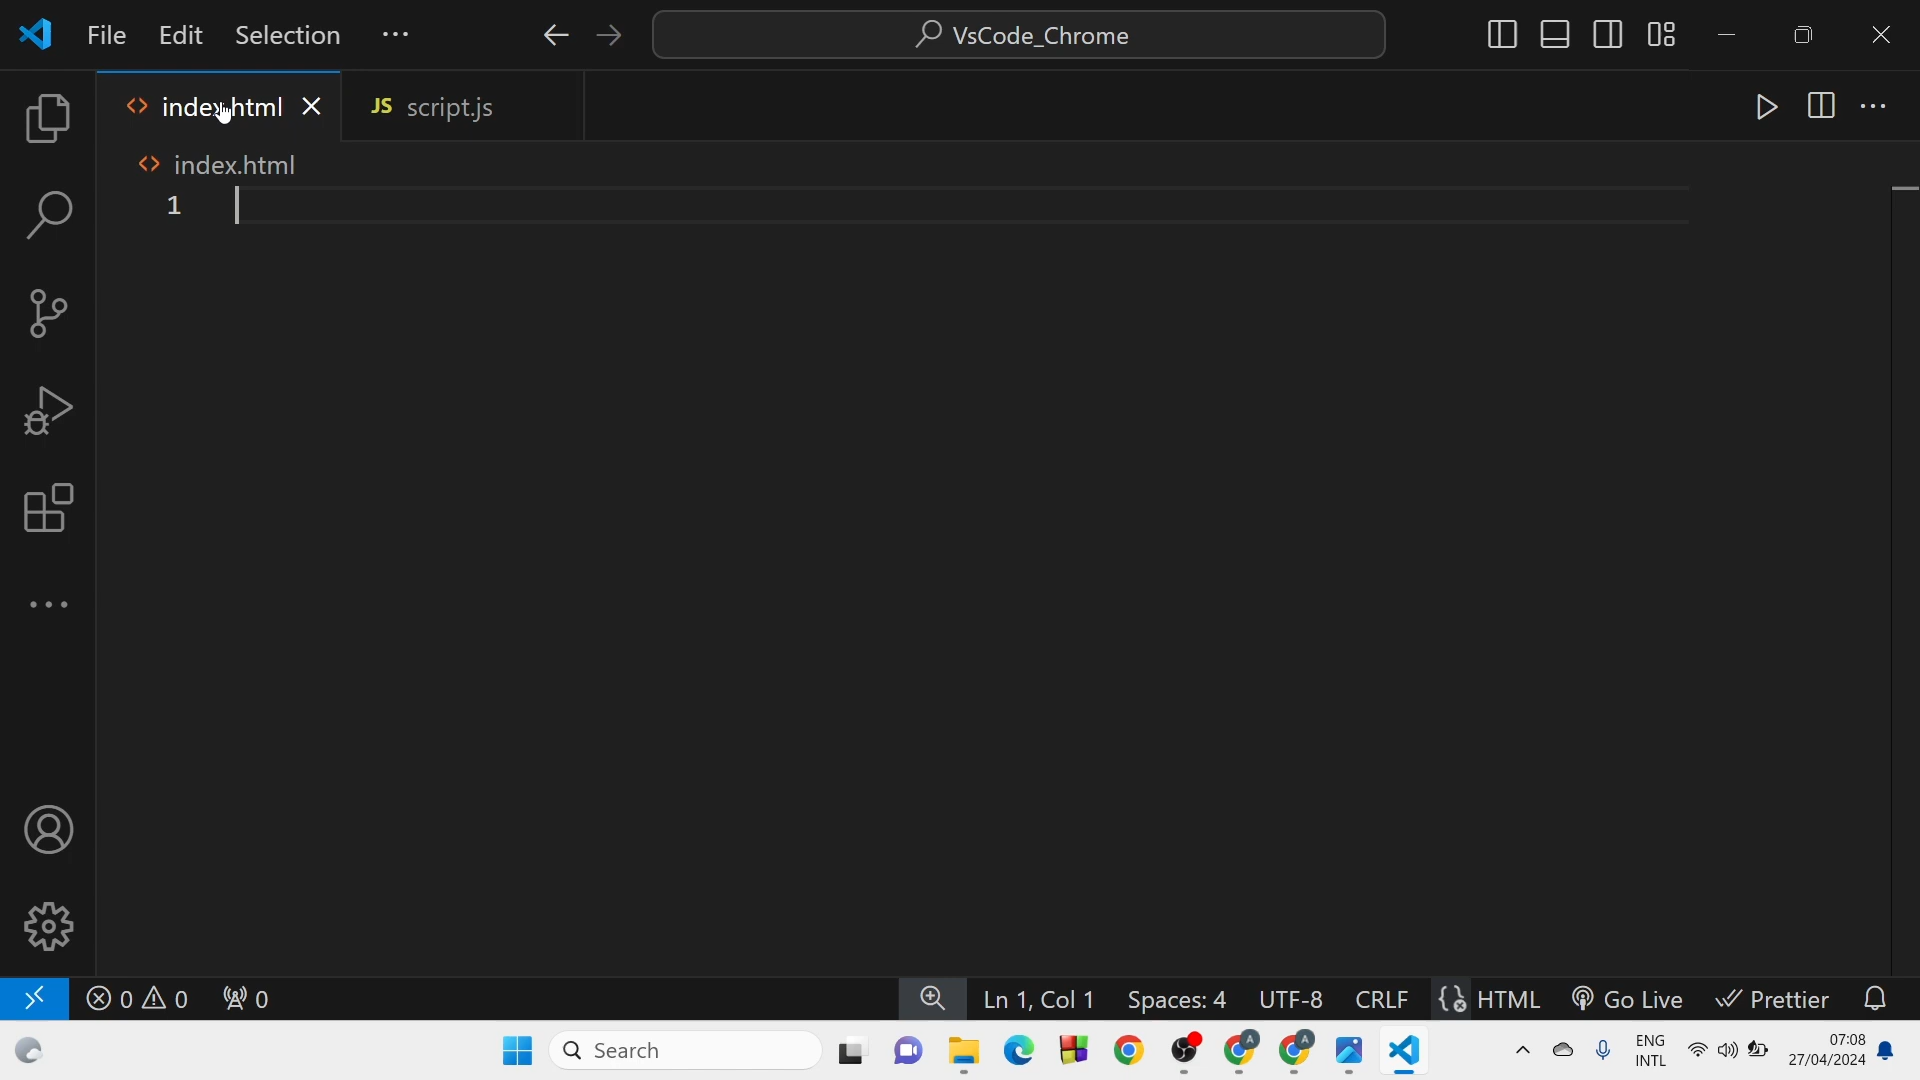 File Edit Selection ··· VsCode_Chrome
<> index.html JS script.js
<> index.html
1
0 0 0 Ln 1, Col 1 Spaces: 4 UTF-8 CRLF HTML Go Live Prettier
Search ENG 07:08
INTL 27/04/2024